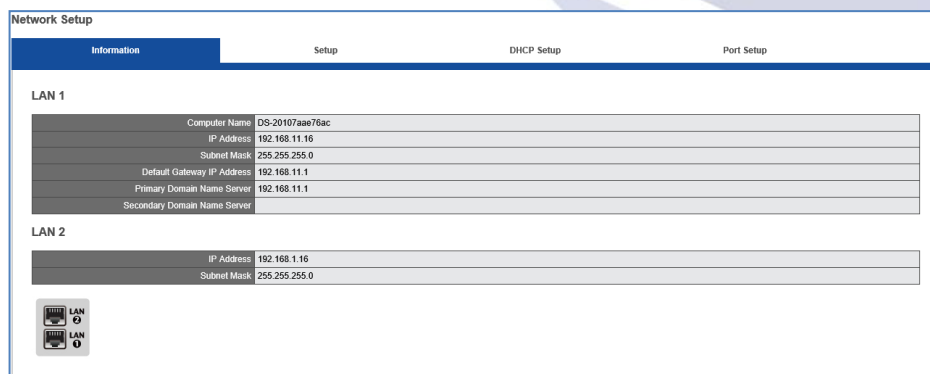 Network Setup
Information Setup DHCP Setup Port Setup
LAN 1
Computer Name DS-20107aae76ac
IP Address 192.168.11.16
Subnet Mask 255.255.255.0
Default Gateway IP Address 192.168.11.1
Primary Domain Name Server 192.168.11.1
Secondary Domain Name Server
LAN 2
IP Address 192.168.1.16
Subnet Mask 255.255.255.0
LAN
2
LAN
1